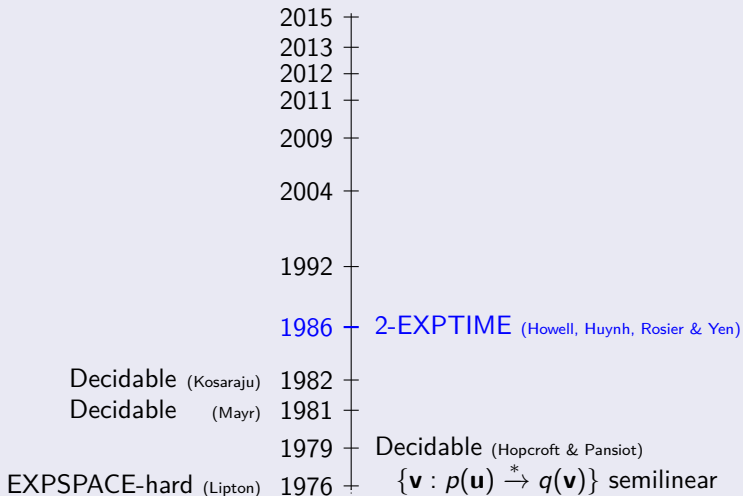 2015
2013
2012
2011
2009
2004
1992
1986 2-EXPTIME (Howell, Huynh, Rosier & Yen)
Decidable (Kosaraju) 1982
Decidable (Mayr) 1981
1979 Decidable (Hopcroft & Pansiot)
EXPSPACE-hard (Lipton) 1976 {v : p(u) →* q(v)} semilinear